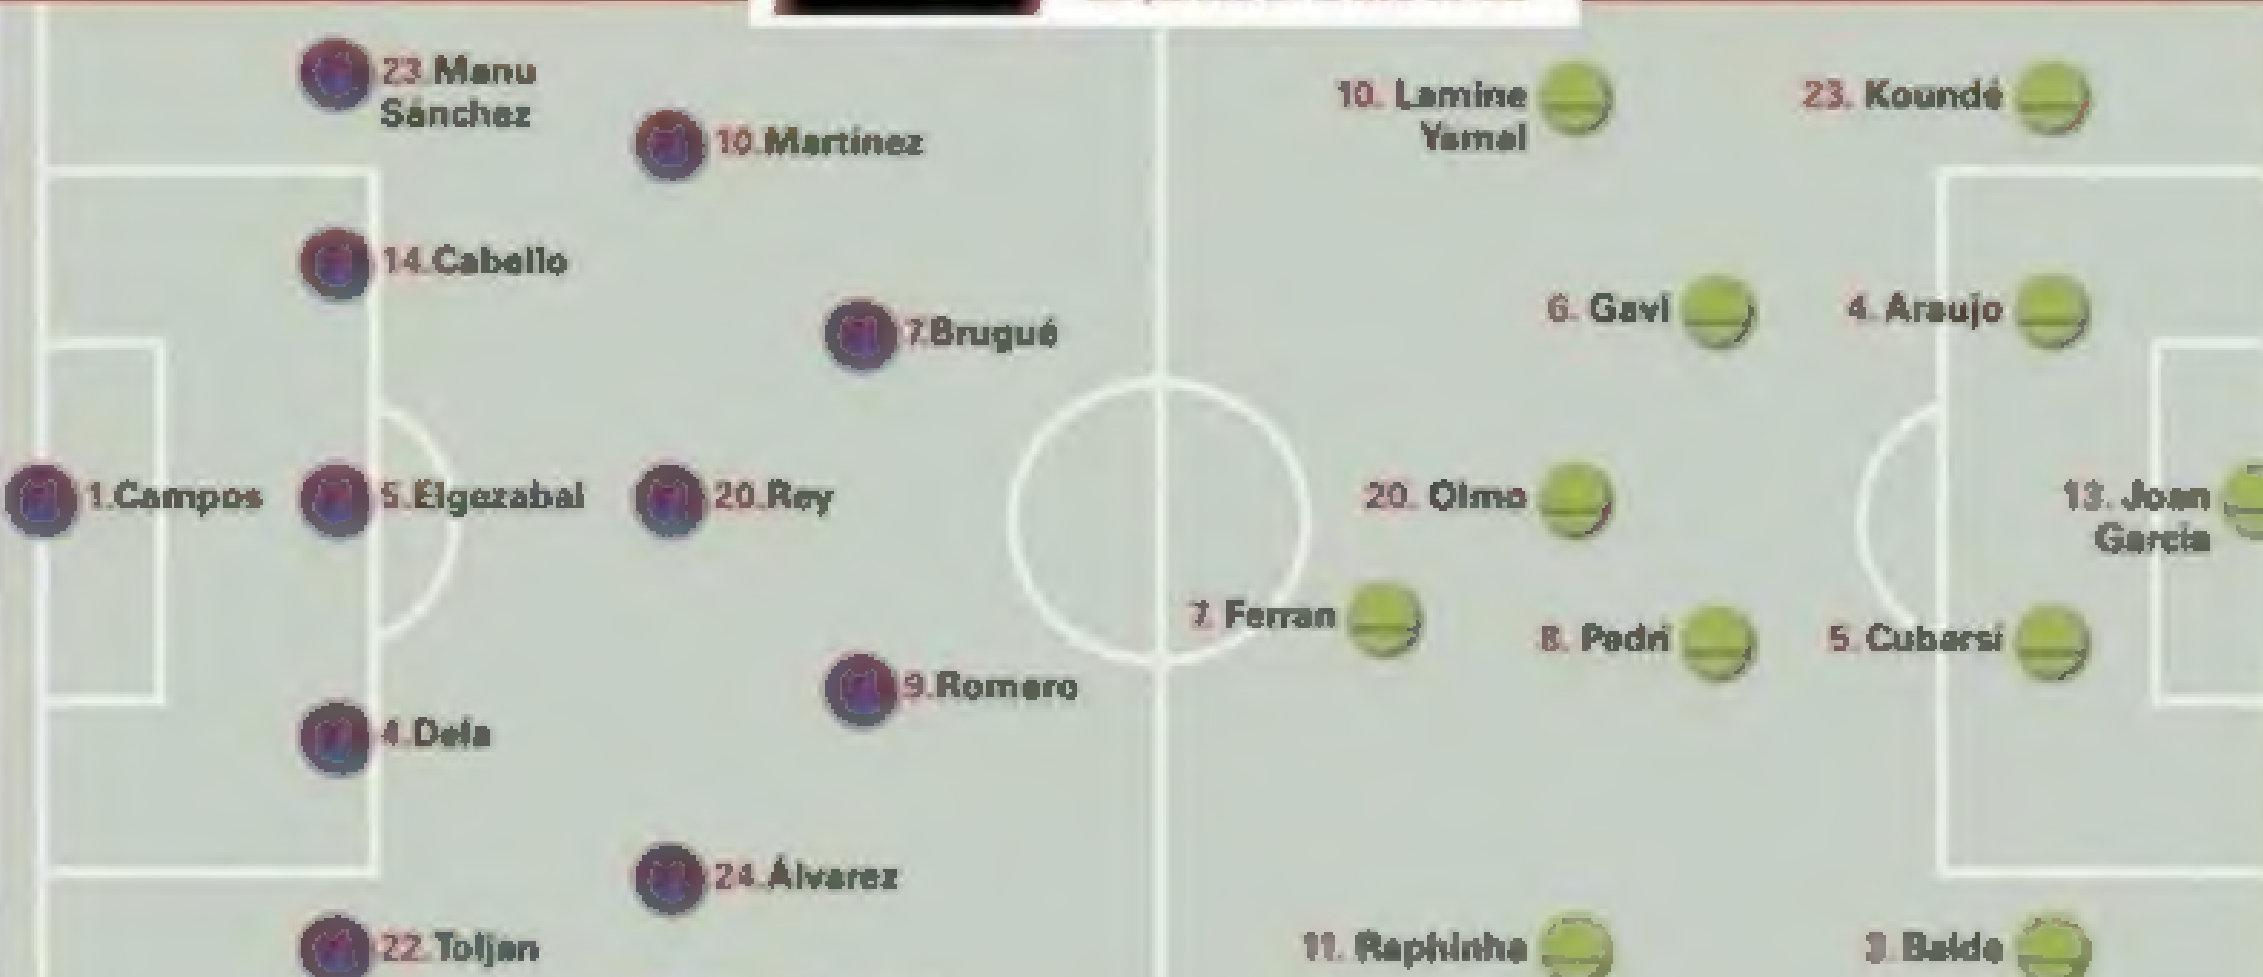 23.Manu
Sánchez
10.Martínez
14.Cabello
7.Brugué
1.Campos
5.Elgezabal
20.Rey
9.Romero
4.Dela
24.Álvarez
22.Toljan
10. Lamine
Yamal
23. Koundé
6. Gavi
4. Araujo
20. Olmo
13. Joan
García
7. Ferran
8. Pedri
5. Cubarsí
11. Raphinha
3. Balde